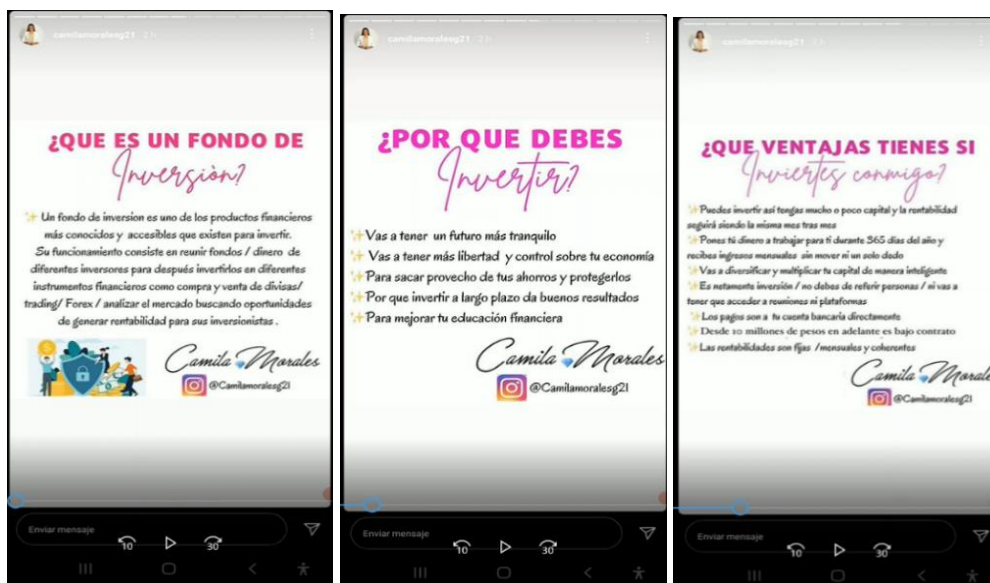 camilamoralesg21 21 h
¿QUE ES UN FONDO DE
Inversiòn?
Un fondo de inversion es uno de los productos financieros
más conocidos y accesibles que existen para invertir.
Su funcionamiento consiste en reunir fondos / dinero de
diferentes inversores para después invertirlos en diferentes
instrumentos financieros como compra y venta de divisas/
trading/ Forex / analizar el mercado buscando oportunidades
de generar rentabilidad para sus inversionistas .
Camila Morales
@Camilamoralesg21
Enviar mensaje
10
30
camilamoralesg21
¿POR QUE DEBES
Invertir?
Vas a tener un futuro más tranquilo
Vas a tener más libertad y control sobre tu economía
Para sacar provecho de tus ahorros y protegerlos
Por que invertir a largo plazo da buenos resultados
Para mejorar tu educación financiera
Camila Morales
@Camilamoralesg21
Enviar mensaje
10
30
camilamoralesg21
¿QUE VENTAJAS TIENES SI
Inviertes conmigo?
Puedes invertir así tengas mucho o poco capital y la rentabilidad
seguirá siendo la misma mes tras mes
Pones tú dinero a trabajar para ti durante 365 días del año y
recibes ingresos mensuales sin mover ni un solo dedo
Vas a diversificar y multiplicar tu capital de manera inteligente
Es netamente inversión / no debes de referir personas / ni vas a
tener que acceder a reuniones ni plataformas
Los pagos son a tu cuenta bancaria directamente
Desde 10 millones de pesos en adelante es bajo contrato
Las rentabilidades son fijas /mensuales y coherentes
Camila Morales
@Camilamoralesg21
Enviar mensaje
10
30